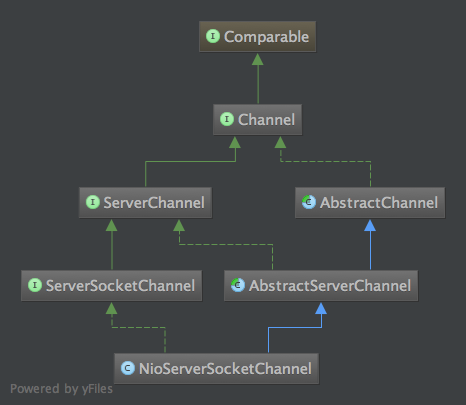 I Comparable
I Channel
I ServerChannel
C AbstractChannel
I ServerSocketChannel
C AbstractServerChannel
C NioServerSocketChannel
Powered by yFiles